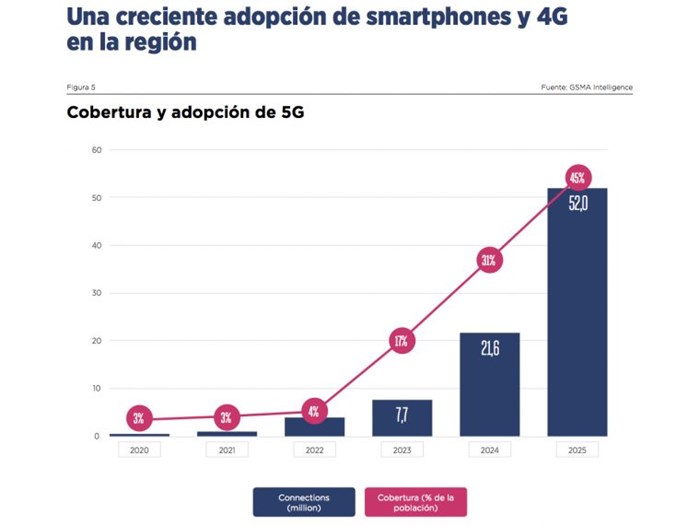 Una creciente adopción de smartphones y 4G
en la región
Figura 5
Fuente: GSMA Intelligence
Cobertura y adopción de 5G
60
50
40
30
20
10
0
3%
3%
4%
17%
31%
45%
7,7
21,6
52,0
2020
2021
2022
2023
2024
2025
Connections
(million)
Cobertura (% de la
población)